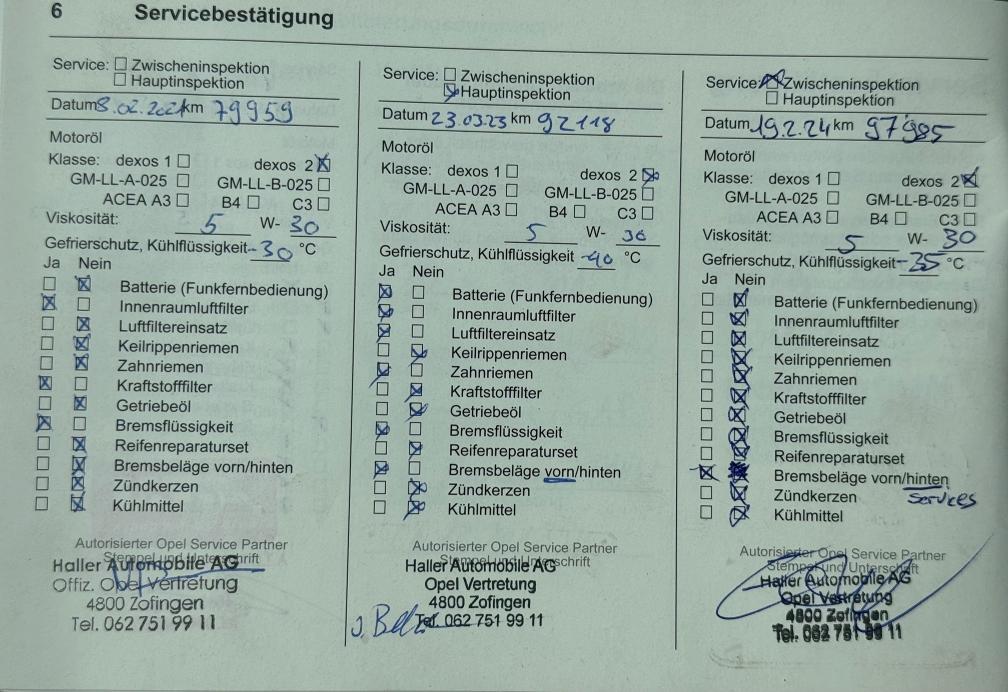 6 Servicebestätigung
Service: ☐ Zwischeninspektion
☐ Hauptinspektion
Datum 8.02.2021 km 79959
Motoröl
Klasse: dexos 1 ☐ dexos 2 ☒
GM-LL-A-025 ☐ GM-LL-B-025 ☐
ACEA A3 ☐ B4 ☐ C3 ☐
Viskosität: 5 W- 30
Gefrierschutz, Kühlflüssigkeit -30 °C
Ja Nein
☐ ☒ Batterie (Funkfernbedienung)
☒ ☐ Innenraumluftfilter
☐ ☒ Luftfiltereinsatz
☐ ☒ Keilrippenriemen
☐ ☒ Zahnriemen
☒ ☐ Kraftstofffilter
☐ ☒ Getriebeöl
☒ ☐ Bremsflüssigkeit
☐ ☒ Reifenreparaturset
☐ ☒ Bremsbeläge vorn/hinten
☐ ☒ Zündkerzen
☐ ☒ Kühlmittel
Autorisierter Opel Service Partner
Stempel und Unterschrift
Haller Automobile AG
Offiz. Opel Vertretung
4800 Zofingen
Tel. 062 751 99 11
Service: ☐ Zwischeninspektion
☒ Hauptinspektion
Datum 23.03.23 km 92118
Motoröl
Klasse: dexos 1 ☐ dexos 2 ☒
GM-LL-A-025 ☐ GM-LL-B-025 ☐
ACEA A3 ☐ B4 ☐ C3 ☐
Viskosität: 5 W- 30
Gefrierschutz, Kühlflüssigkeit -40 °C
Ja Nein
☒ ☐ Batterie (Funkfernbedienung)
☒ ☐ Innenraumluftfilter
☒ ☐ Luftfiltereinsatz
☐ ☒ Keilrippenriemen
☒ ☐ Zahnriemen
☐ ☒ Kraftstofffilter
☐ ☒ Getriebeöl
☒ ☐ Bremsflüssigkeit
☐ ☒ Reifenreparaturset
☒ ☐ Bremsbeläge vorn/hinten
☐ ☒ Zündkerzen
☐ ☒ Kühlmittel
Autorisierter Opel Service Partner
Stempel und Unterschrift
Haller Automobile AG
Opel Vertretung
4800 Zofingen
Tel. 062 751 99 11
Service: ☒ Zwischeninspektion
☐ Hauptinspektion
Datum 19.2.24 km 97985
Motoröl
Klasse: dexos 1 ☐ dexos 2 ☒
GM-LL-A-025 ☐ GM-LL-B-025 ☐
ACEA A3 ☐ B4 ☐ C3 ☐
Viskosität: 5 W- 30
Gefrierschutz, Kühlflüssigkeit -35 °C
Ja Nein
☐ ☒ Batterie (Funkfernbedienung)
☐ ☒ Innenraumluftfilter
☐ ☒ Luftfiltereinsatz
☐ ☒ Keilrippenriemen
☐ ☒ Zahnriemen
☐ ☒ Kraftstofffilter
☐ ☒ Getriebeöl
☐ ☒ Bremsflüssigkeit
☐ ☒ Reifenreparaturset
☒ ☒ Bremsbeläge vorn/hinten
☐ ☒ Zündkerzen Services
☐ ☒ Kühlmittel
Autorisierter Opel Service Partner
Stempel und Unterschrift
Haller Automobile AG
Opel Vertretung
4800 Zofingen
Tel. 062 751 99 11